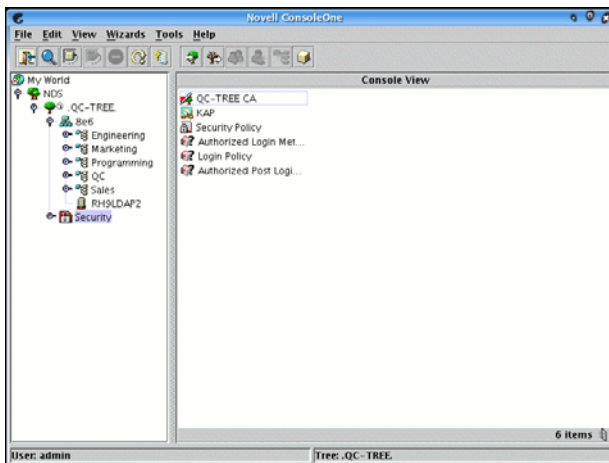 Novell ConsoleOne
File Edit View Wizards Tools Help
My World
NDS
.QC-TREE.
8e6
Engineering
Marketing
Programming
QC
Sales
RH9LDAP2
Security
Console View
QC-TREE CA
KAP
Security Policy
Authorized Login Met...
Login Policy
Authorized Post Logi...
6 items
User: admin
Tree: .QC-TREE.